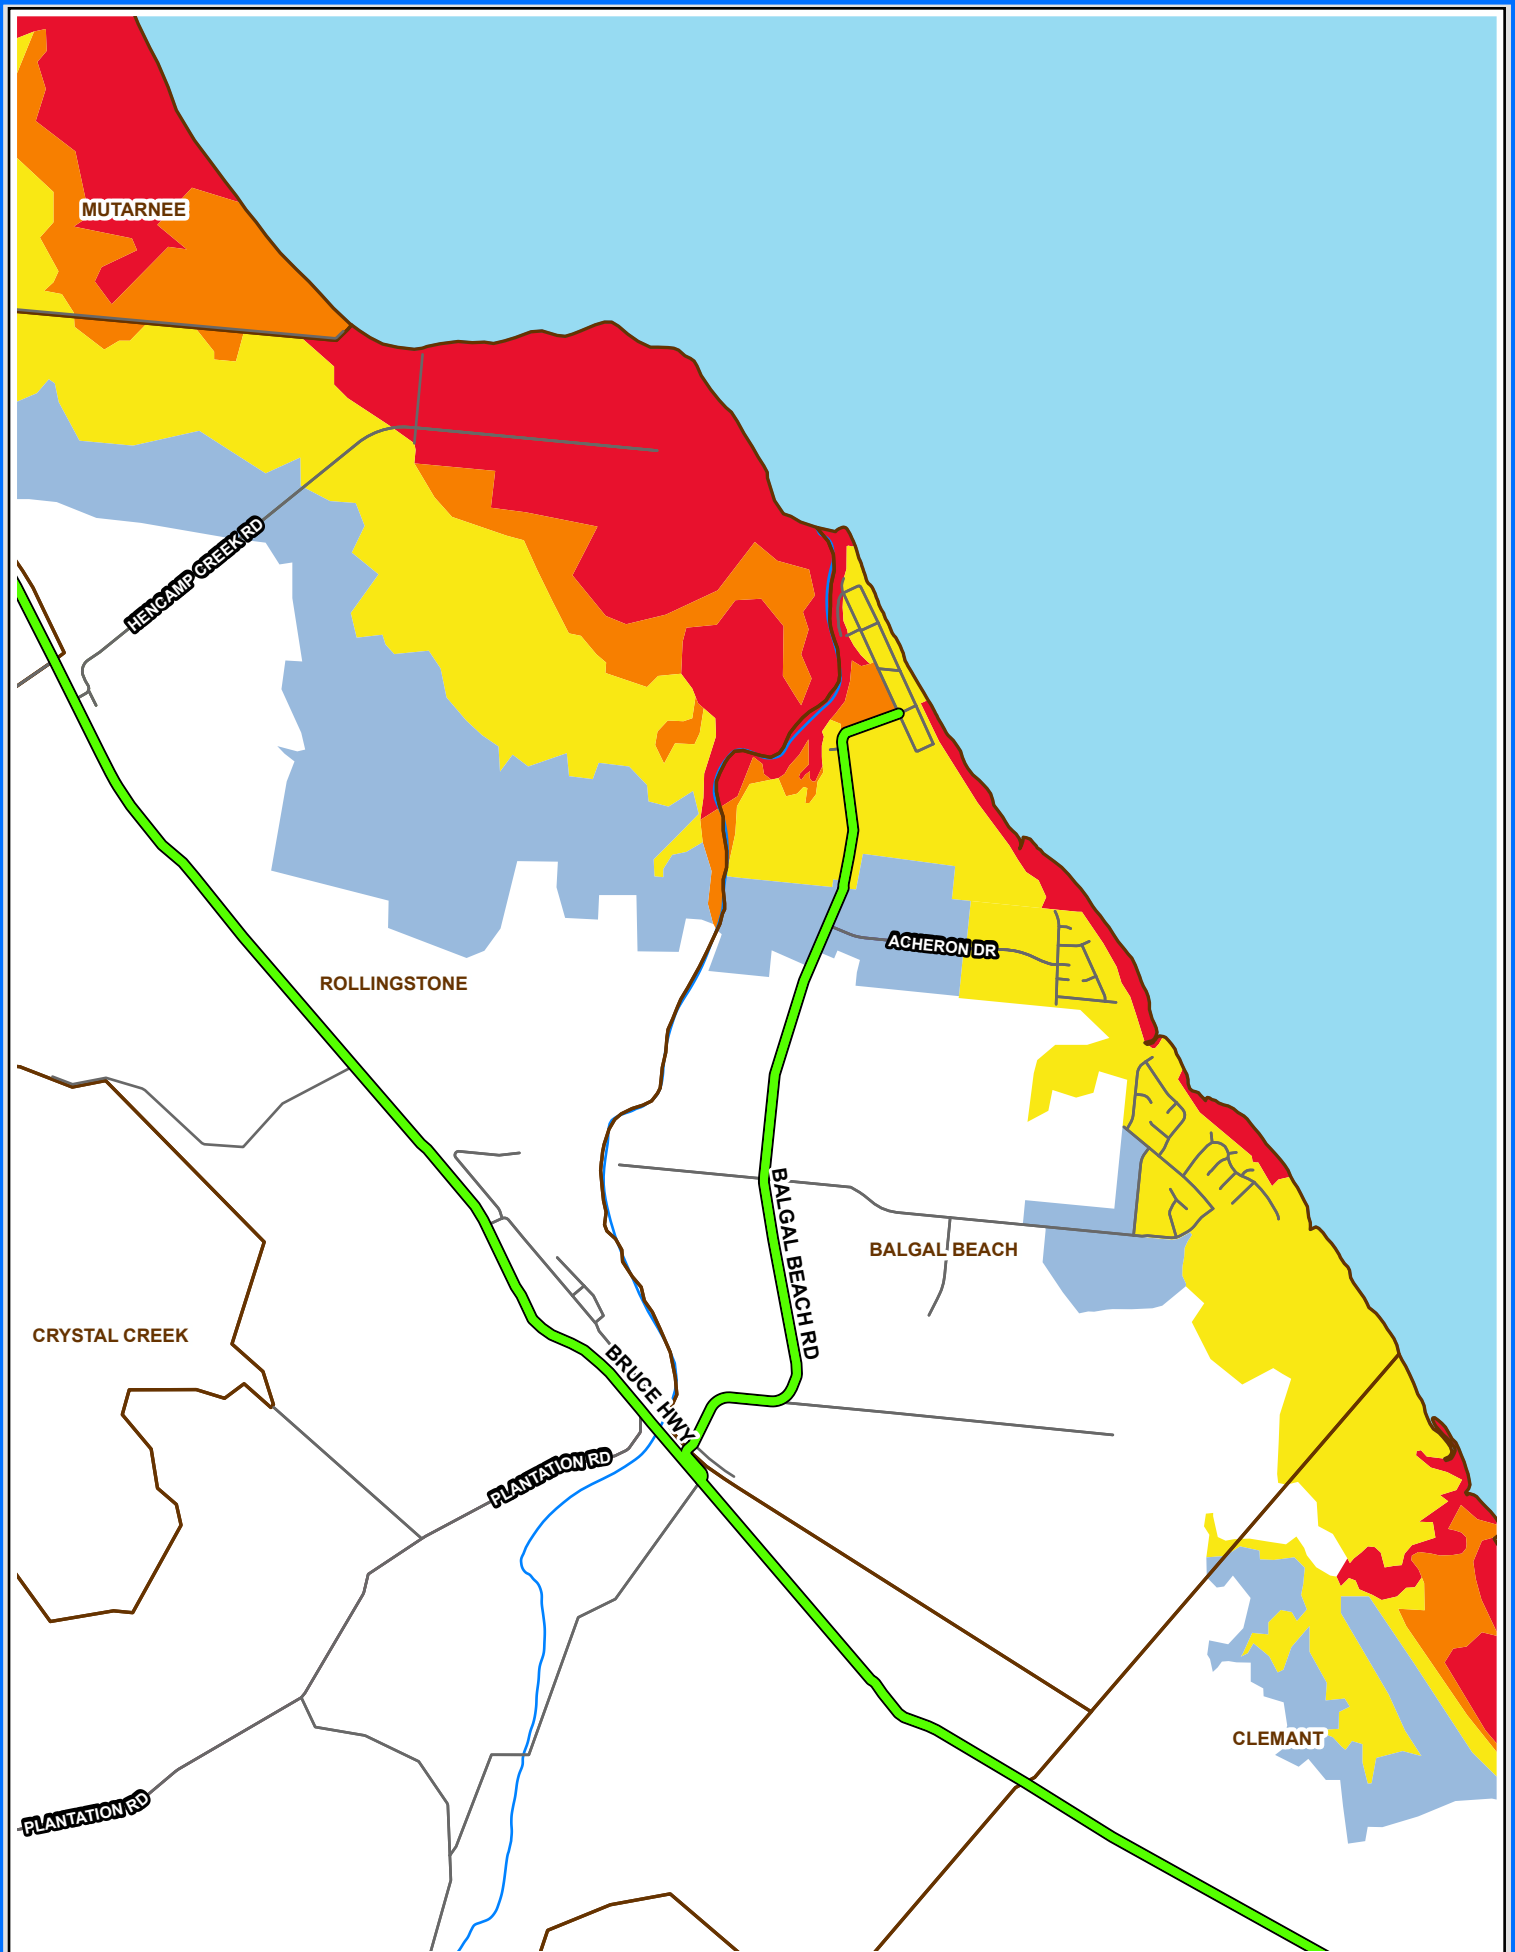 MUTARNEE
HENCAMP CREEK RD
ACHERON DR
ROLLINGSTONE
BALGAL BEACH RD
BALGAL BEACH
CRYSTAL CREEK
BRUCE HWY
PLANTATION RD
CLEMANT
PLANTATION RD